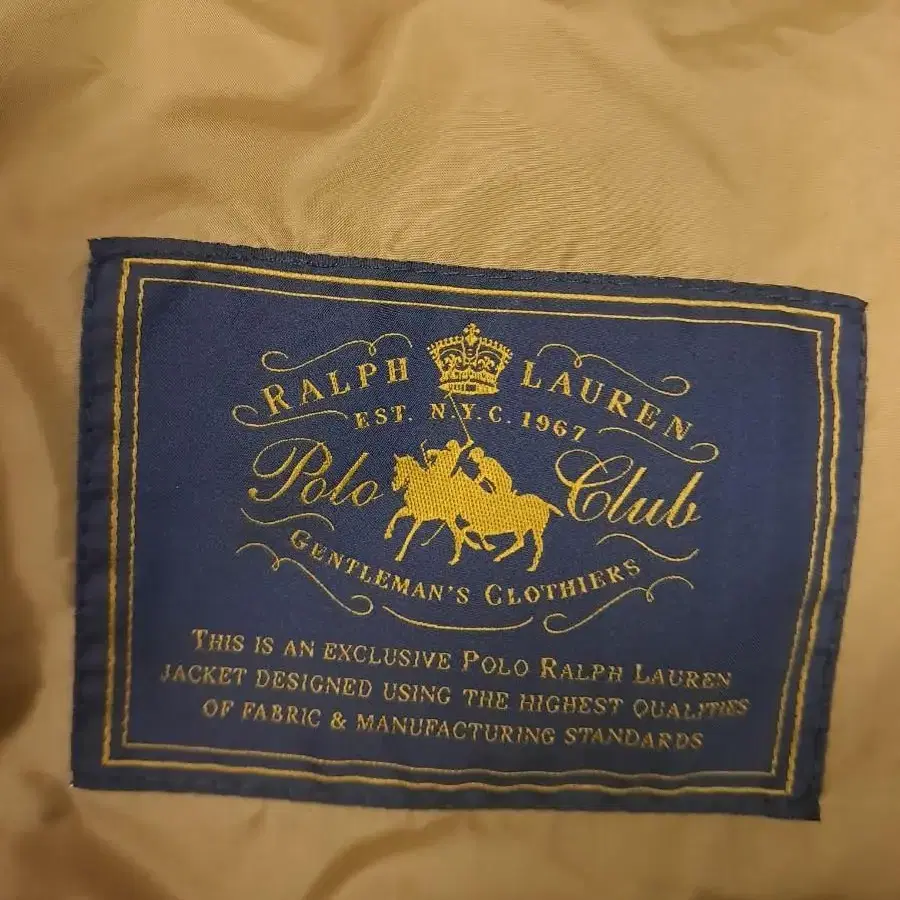 RALPH LAUREN
EST. N.Y.C. 1967
Polo Club
GENTLEMAN'S CLOTHIERS
THIS IS AN EXCLUSIVE POLO RALPH LAUREN
JACKET DESIGNED USING THE HIGHEST QUALITIES
OF FABRIC & MANUFACTURING STANDARDS